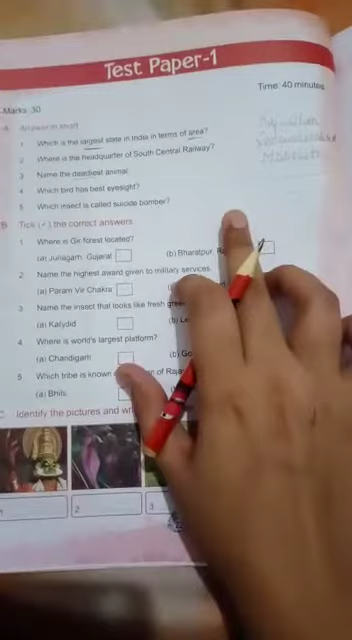 Test Paper-1
Marks: 30
Time: 40 minutes
A Answer in short
1 Which is the largest state in India in terms of area?
Rajasthan
2 Where is the headquarter of South Central Railway?
Secunderabad
3 Name the deadliest animal.
Mosquito
4 Which bird has best eyesight?
5 Which insect is called suicide bomber?
B Tick (✓) the correct answers.
1 Where is Gir forest located?
(a) Junagarh, Gujarat
(b) Bharatpur,
2 Name the highest award given to military services.
(a) Param Vir Chakra
3 Name the insect that looks like fresh
(a) Katydid
(b)
4 Where is world's largest platform?
(a) Chandigarh
(b) Go
5 Which tribe is known
(a) Bhils
C Identify the pictures and
1
2
3